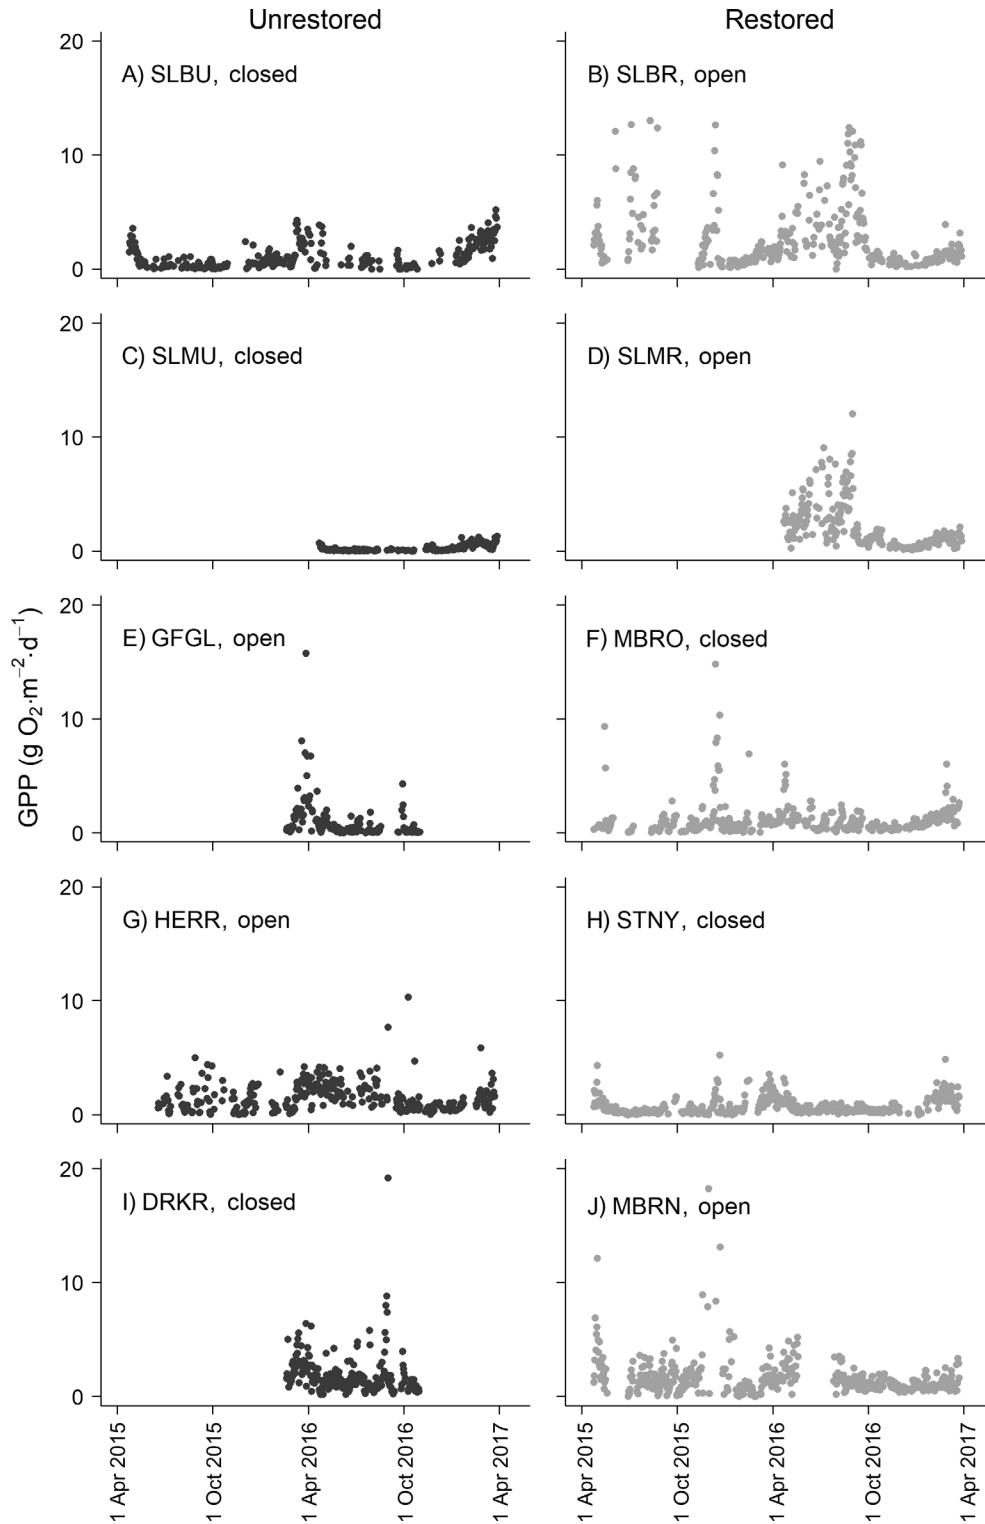 Unrestored Restored
20
A) SLBU, closed B) SLBR, open
10
0
20
C) SLMU, closed D) SLMR, open
10
0
20
E) GFGL, open F) MBRO, closed
10
0
GPP (g O₂·m⁻²·d⁻¹)
20
G) HERR, open H) STNY, closed
10
0
20
I) DRKR, closed J) MBRN, open
10
0
1 Apr 2015 1 Oct 2015 1 Apr 2016 1 Oct 2016 1 Apr 2017 1 Apr 2015 1 Oct 2015 1 Apr 2016 1 Oct 2016 1 Apr 2017